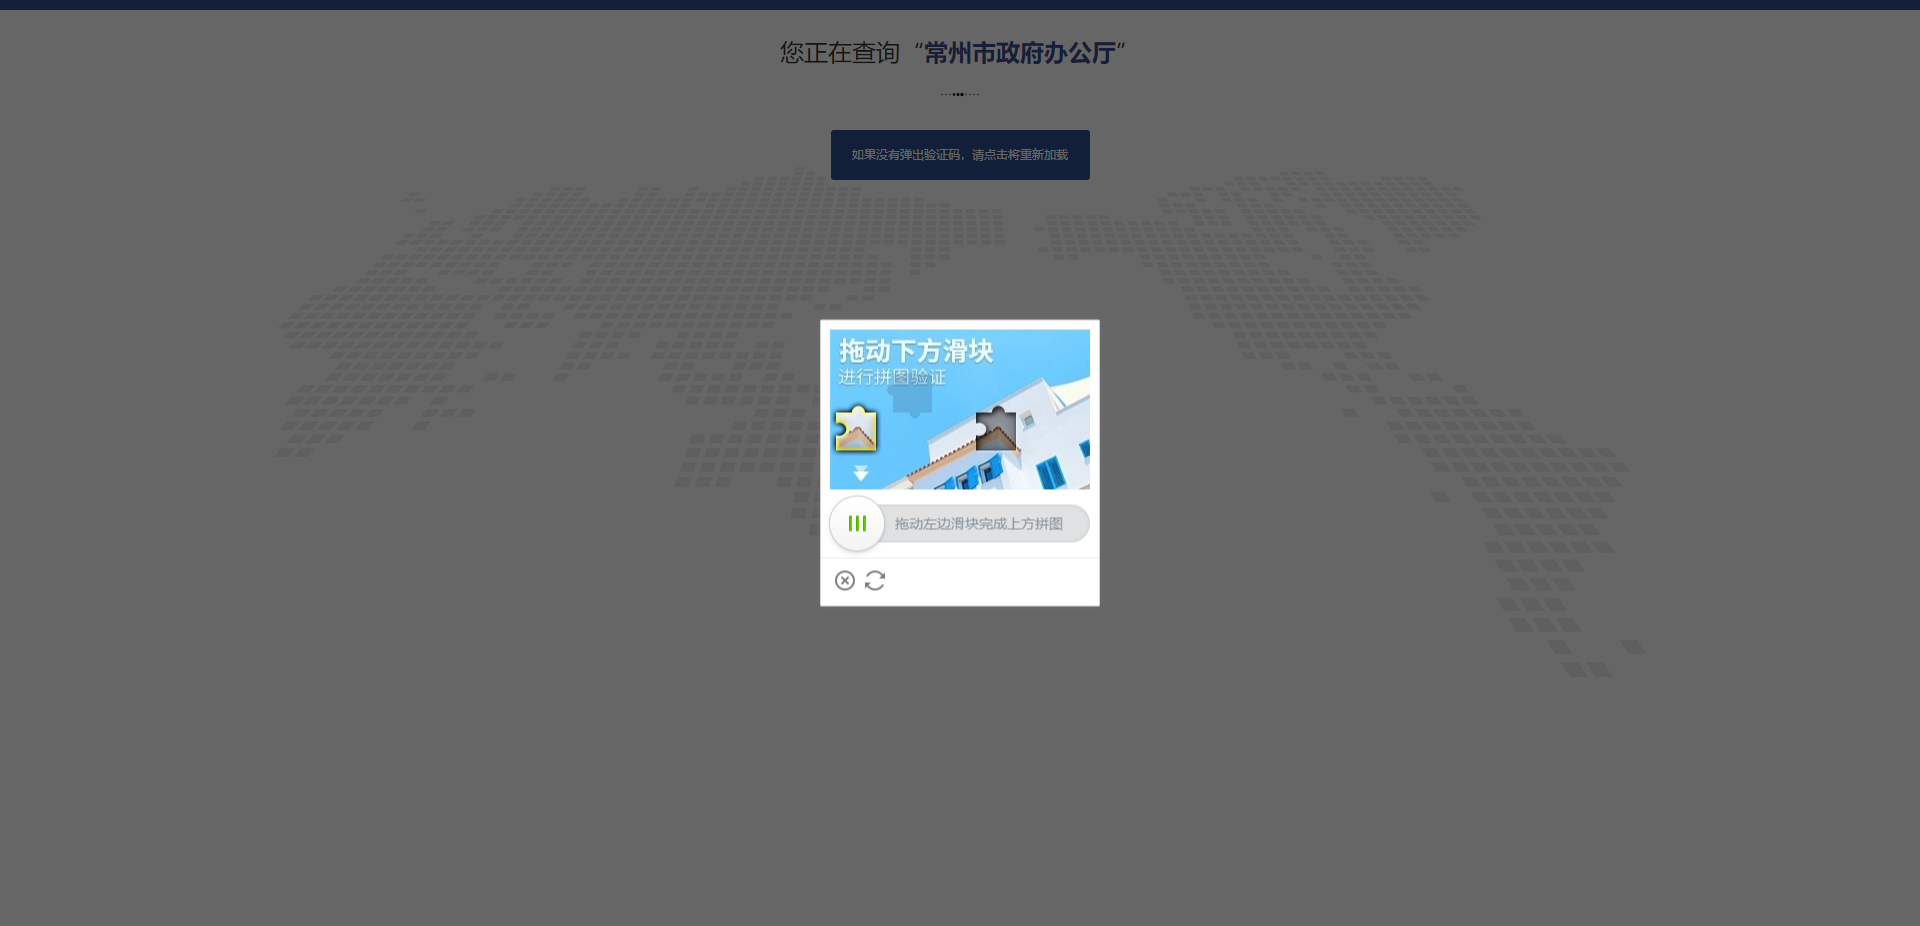 您正在查询“常州市政府办公厅”
如果没有弹出验证码，请点击将重新加载
拖动下方滑块
进行拼图验证
拖动左边滑块完成上方拼图